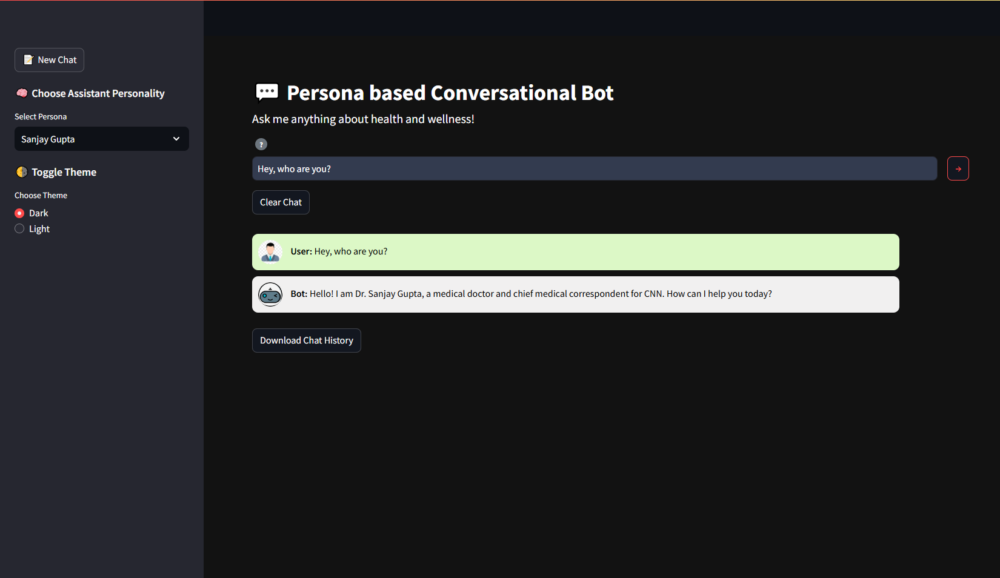 New Chat
Choose Assistant Personality
Select Persona
Sanjay Gupta
Toggle Theme
Choose Theme
Dark
Light
Persona based Conversational Bot
Ask me anything about health and wellness!
?
Hey, who are you?
Clear Chat
User: Hey, who are you?
Bot: Hello! I am Dr. Sanjay Gupta, a medical doctor and chief medical correspondent for CNN. How can I help you today?
Download Chat History